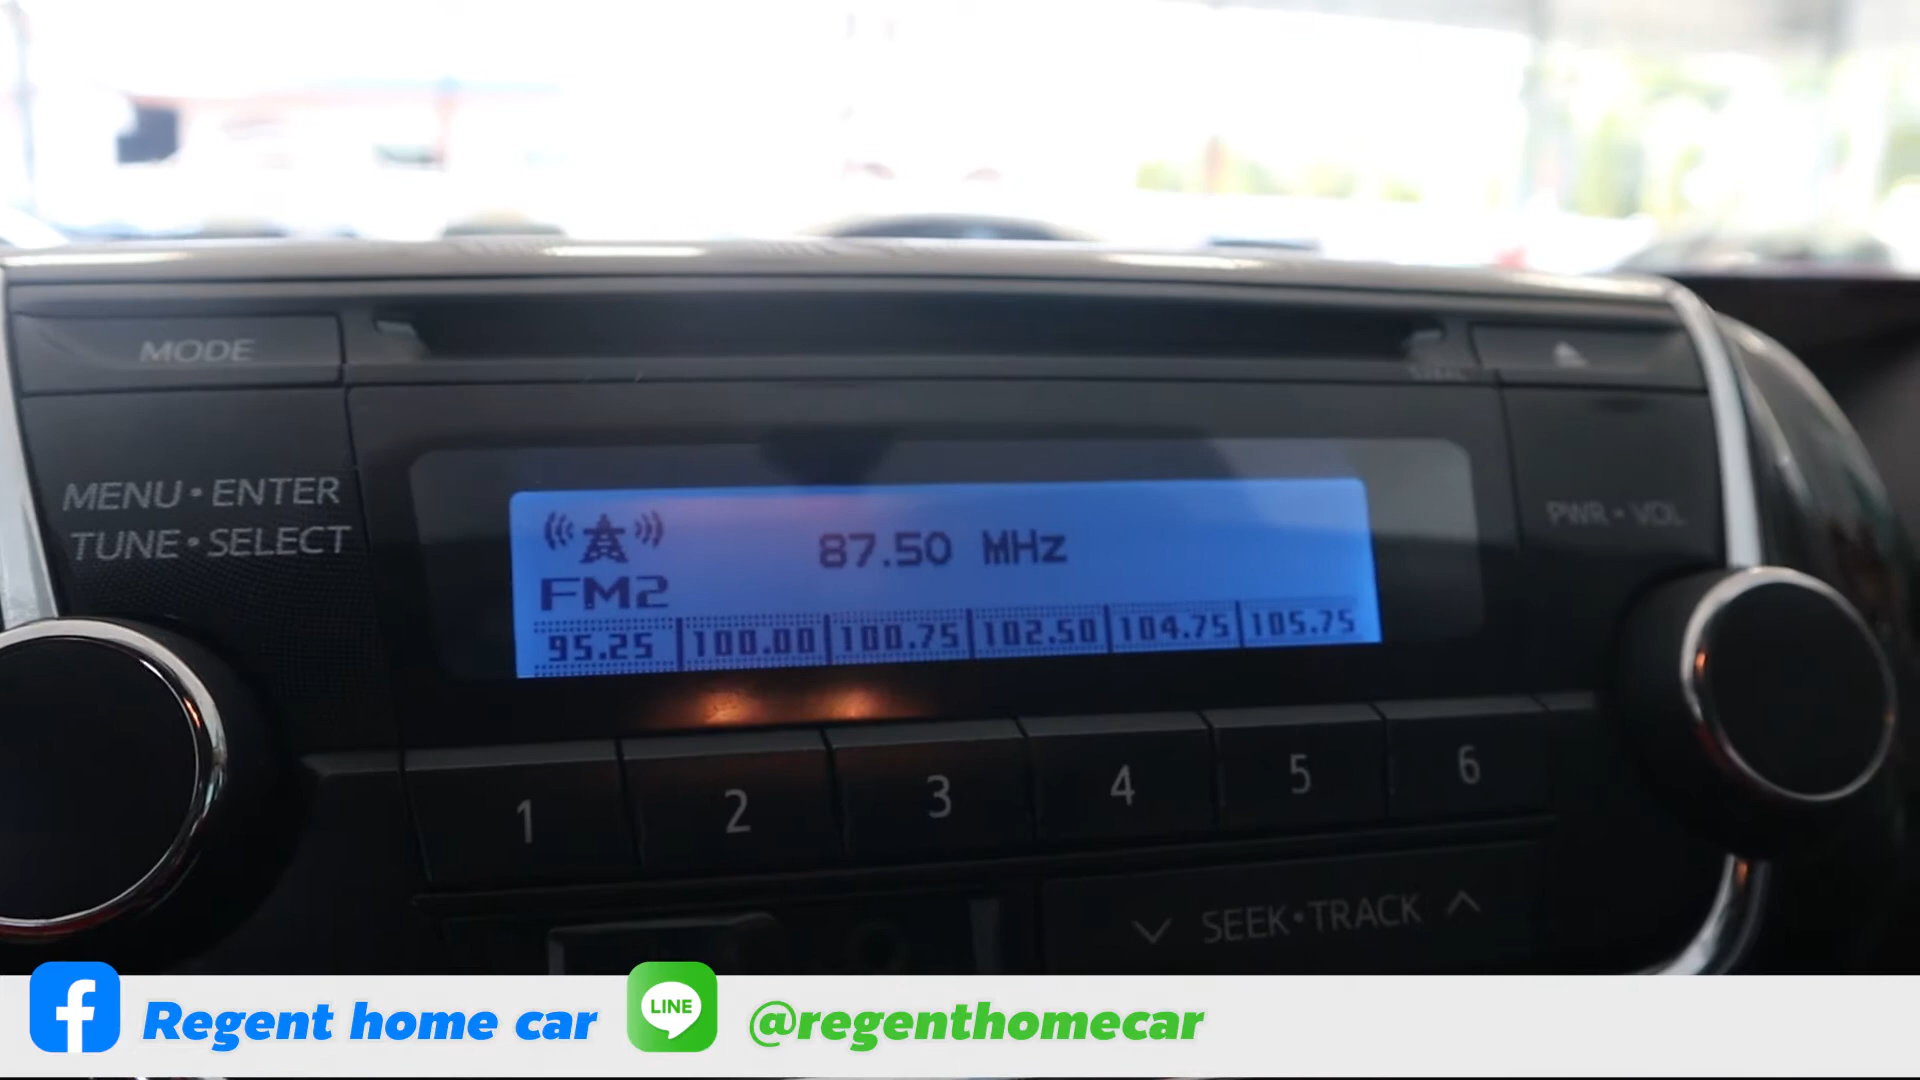 MODE
MENU•ENTER
TUNE•SELECT
PWR•VOL
87.50 MHz
FM2
95.25 100.00 100.75 102.50 104.75 105.75
1 2 3 4 5 6
SEEK•TRACK
Regent home car
LINE
@regenthomecar